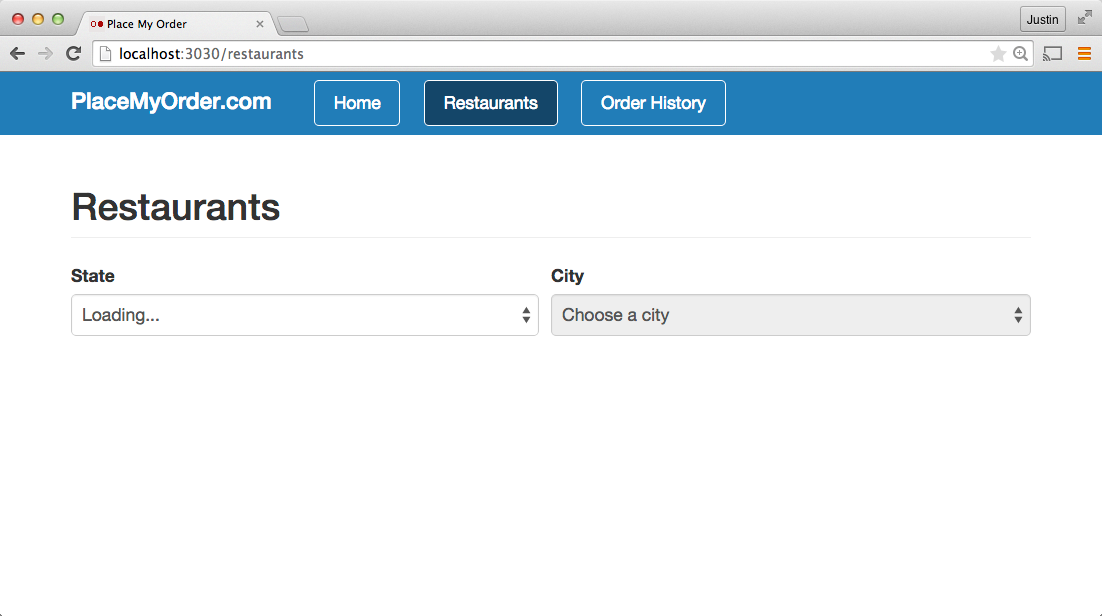 Place My Order
Justin
localhost:3030/restaurants
PlaceMyOrder.com Home Restaurants Order History
Restaurants
State City
Loading... Choose a city